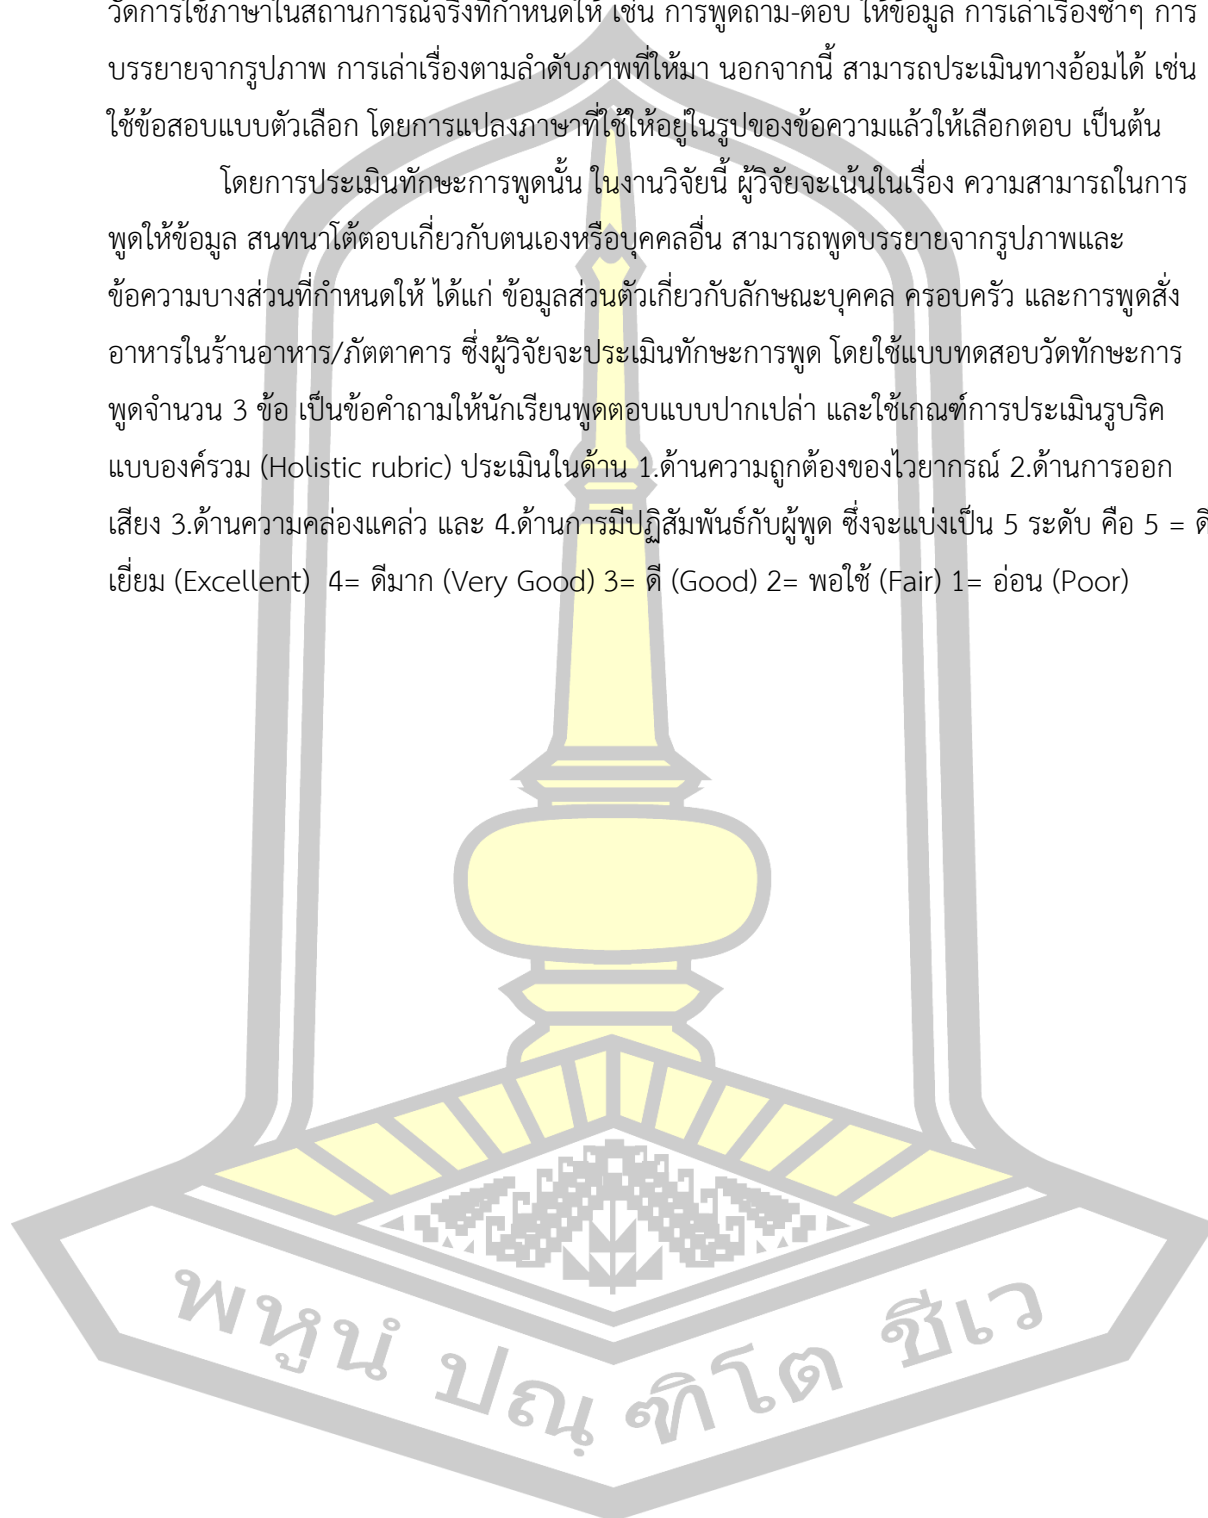 วัดการใช้ภาษาในสถานการณ์จริงที่กำหนดให้ เช่น การพูดถาม-ตอบ ให้ข้อมูล การเล่าเรื่องซ้ำๆ การ
บรรยายจากรูปภาพ การเล่าเรื่องตามลำดับภาพที่ให้มา นอกจากนี้ สามารถประเมินทางอ้อมได้ เช่น
ใช้ข้อสอบแบบตัวเลือก โดยการแปลงภาษาที่ใช้ให้อยู่ในรูปของข้อความแล้วให้เลือกตอบ เป็นต้น
โดยการประเมินทักษะการพูดนั้น ในงานวิจัยนี้ ผู้วิจัยจะเน้นในเรื่อง ความสามารถในการ
พูดให้ข้อมูล สนทนาโต้ตอบเกี่ยวกับตนเองหรือบุคคลอื่น สามารถพูดบรรยายจากรูปภาพและ
ข้อความบางส่วนที่กำหนดให้ ได้แก่ ข้อมูลส่วนตัวเกี่ยวกับลักษณะบุคคล ครอบครัว และการพูดสั่ง
อาหารในร้านอาหาร/ภัตตาคาร ซึ่งผู้วิจัยจะประเมินทักษะการพูด โดยใช้แบบทดสอบวัดทักษะการ
พูดจำนวน 3 ข้อ เป็นข้อคำถามให้นักเรียนพูดตอบแบบปากเปล่า และใช้เกณฑ์การประเมินรูบริค
แบบองค์รวม (Holistic rubric) ประเมินในด้าน 1.ด้านความถูกต้องของไวยากรณ์ 2.ด้านการออก
เสียง 3.ด้านความคล่องแคล่ว และ 4.ด้านการมีปฏิสัมพันธ์กับผู้พูด ซึ่งจะแบ่งเป็น 5 ระดับ คือ 5 = ดี
เยี่ยม (Excellent) 4= ดีมาก (Very Good) 3= ดี (Good) 2= พอใช้ (Fair) 1= อ่อน (Poor)
พหูนํ ปณฺฑิโต ชีเว